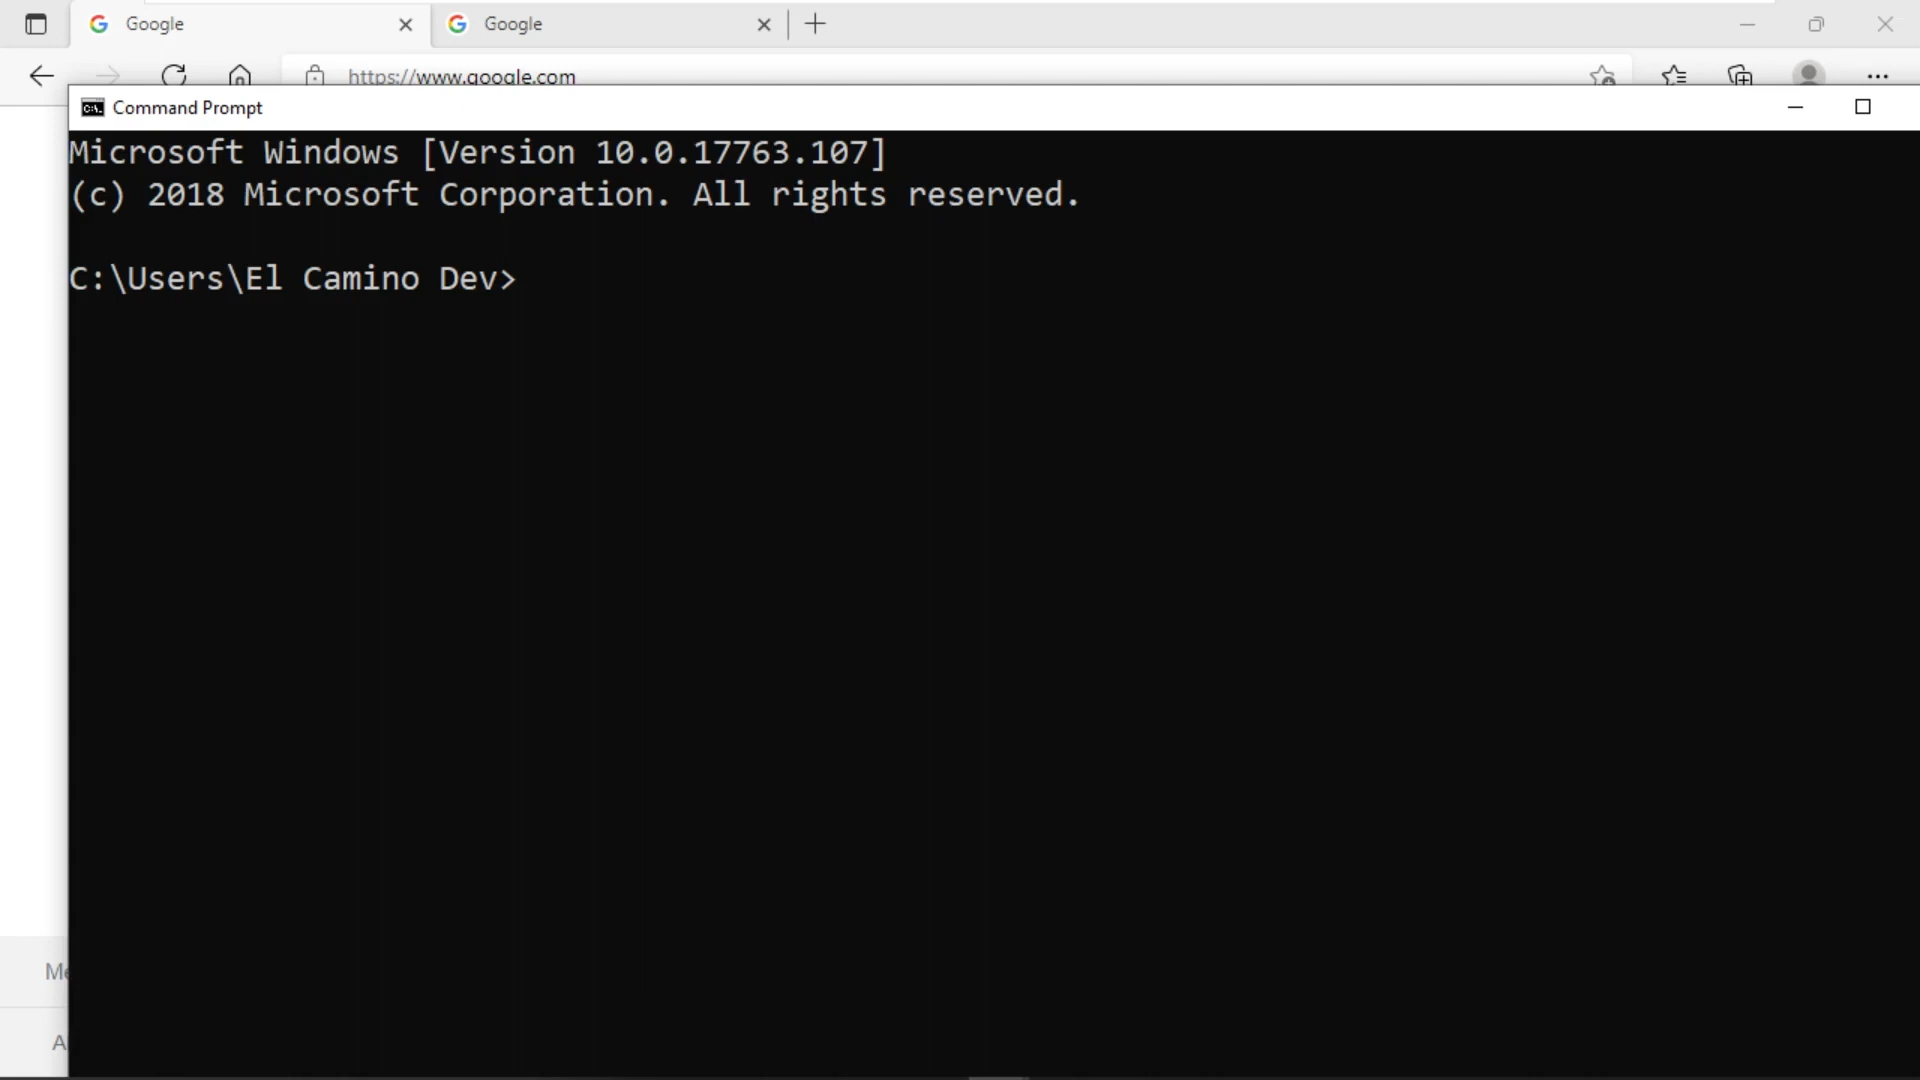 Google
Google
https://www.google.com
Command Prompt
Microsoft Windows [Version 10.0.17763.107]
(c) 2018 Microsoft Corporation. All rights reserved.
C:\Users\El Camino Dev>